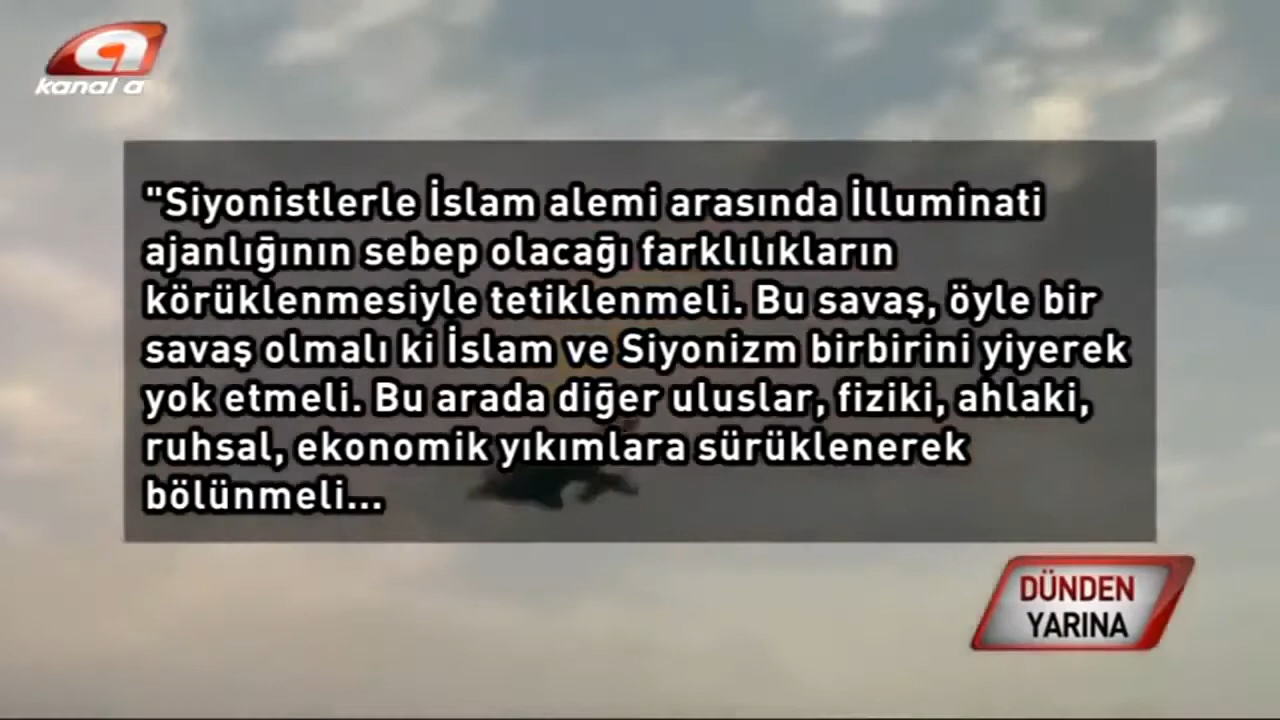 a
kanal a
"Siyonistlerle İslam alemi arasında İlluminati
ajanlığının sebep olacağı farklılıkların
körüklenmesiyle tetiklenmeli. Bu savaş, öyle bir
savaş olmalı ki İslam ve Siyonizm birbirini yiyerek
yok etmeli. Bu arada diğer uluslar, fiziki, ahlaki,
ruhsal, ekonomik yıkımlara sürüklenerek
bölünmeli...
DÜNDEN
YARINA